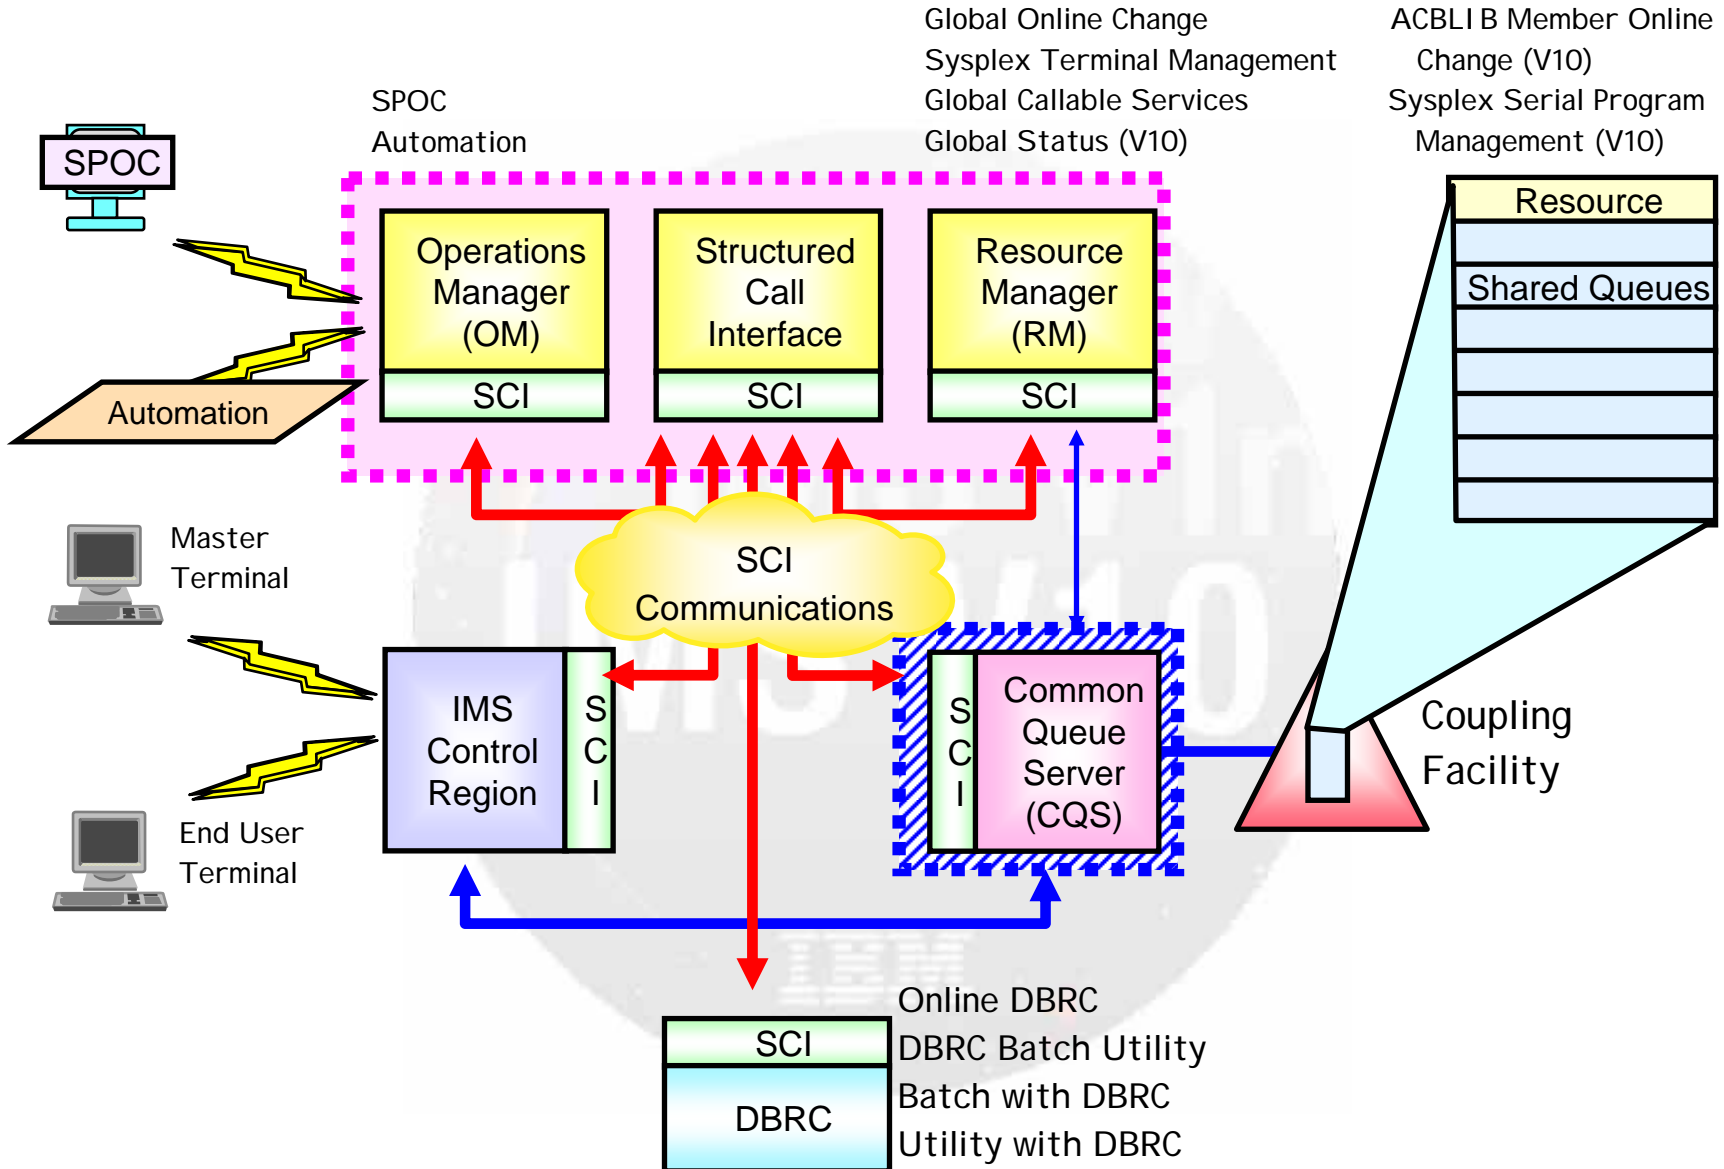 Global Online Change
Sysplex Terminal Management
Global Callable Services
Global Status (V10)
ACBLIB Member Online
Change (V10)
Sysplex Serial Program
Management (V10)
SPOC
Automation
SPOC
Automation
Operations
Manager
(OM)
SCI
Structured
Call
Interface
SCI
Resource
Manager
(RM)
SCI
Resource
Shared Queues
Master
Terminal
SCI
Communications
IMS
Control
Region
S
C
I
S
C
I
Common
Queue
Server
(CQS)
Coupling
Facility
End User
Terminal
IBM
SCI
DBRC
Online DBRC
DBRC Batch Utility
Batch with DBRC
Utility with DBRC